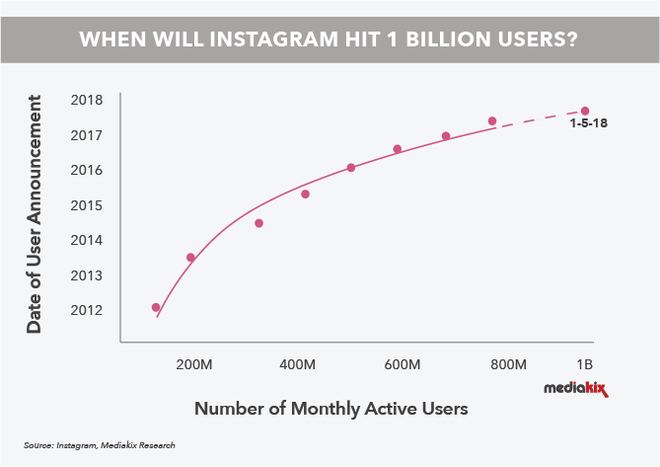 WHEN WILL INSTAGRAM HIT 1 BILLION USERS?
Date of User Announcement
2018
2017
2016
2015
2014
2013
2012
1-5-18
200M 400M 600M 800M 1B
mediakix
Number of Monthly Active Users
Source: Instagram, Mediakix Research